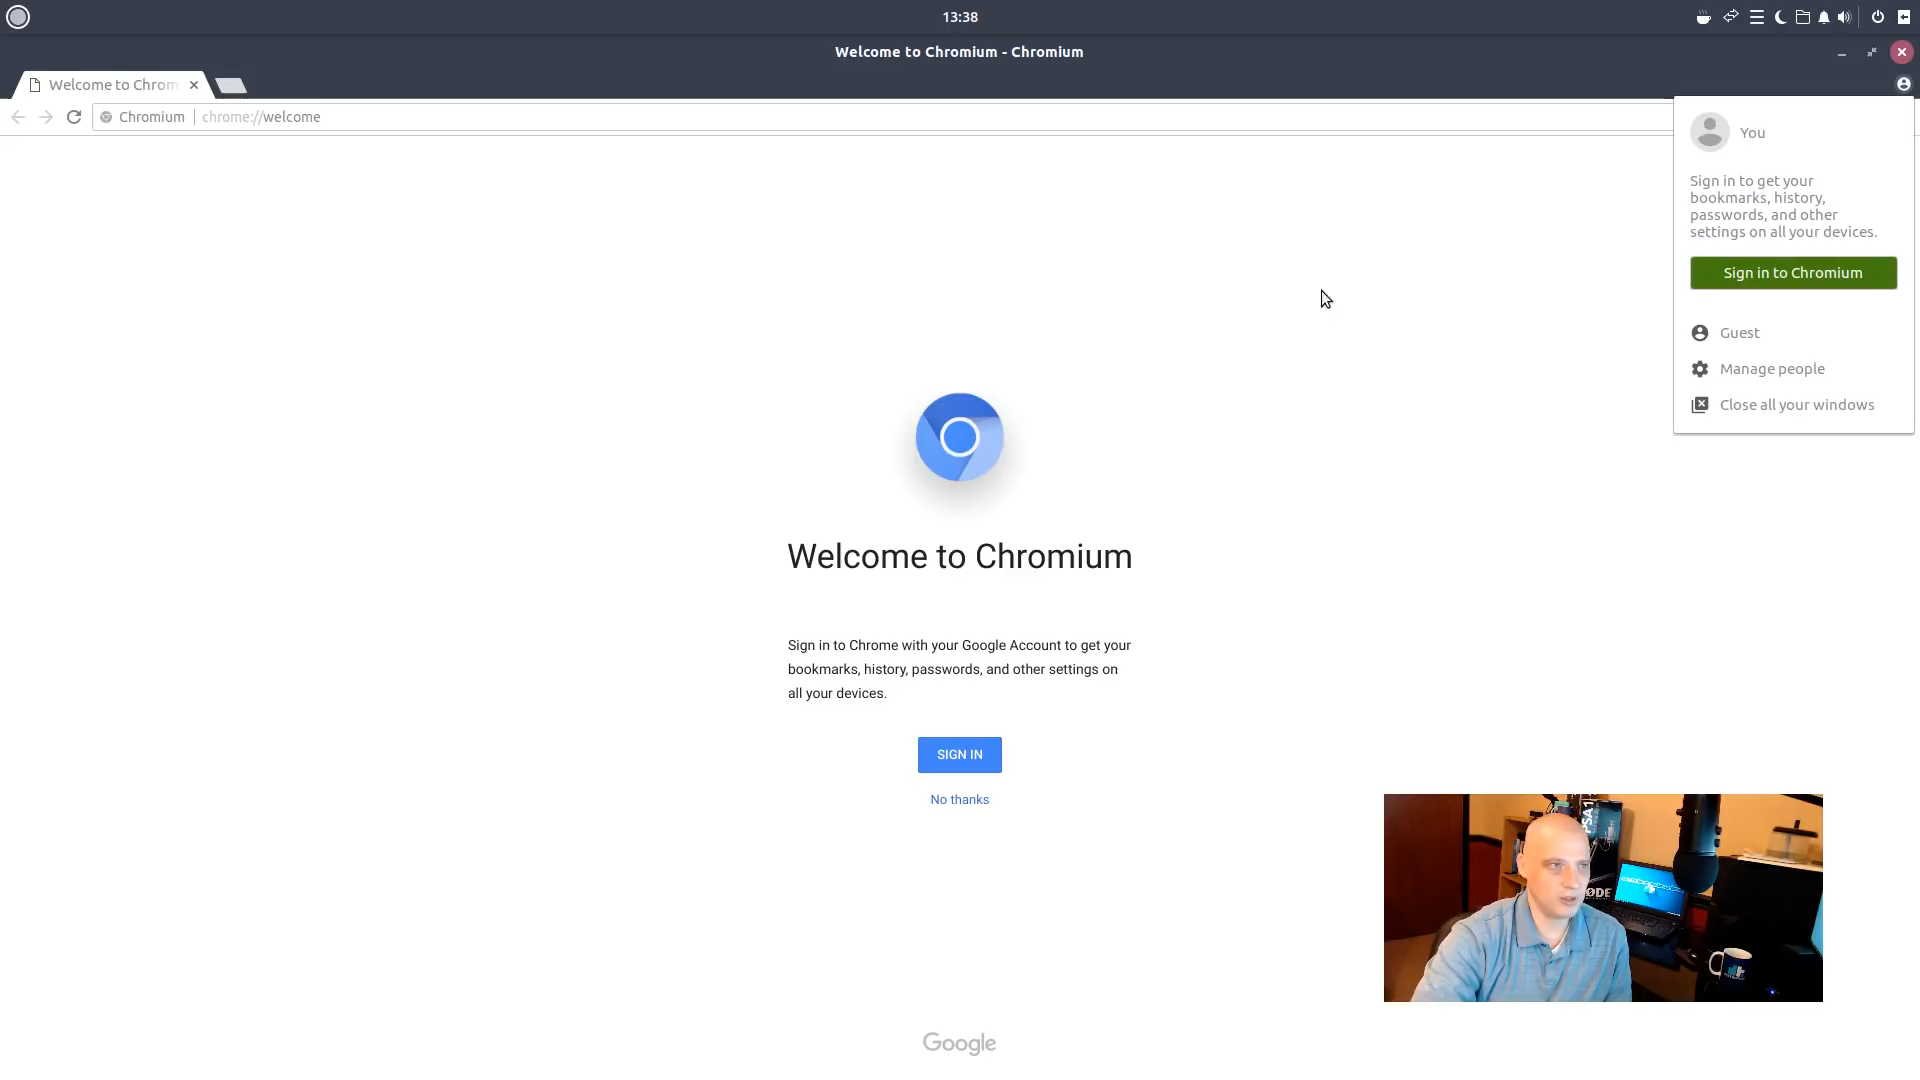 13:38
Welcome to Chromium - Chromium
Welcome to Chrom
Chromium | chrome://welcome
You
Sign in to get your
bookmarks, history,
passwords, and other
settings on all your devices.
Sign in to Chromium
Guest
Manage people
Close all your windows
Welcome to Chromium
Sign in to Chrome with your Google Account to get your
bookmarks, history, passwords, and other settings on
all your devices.
SIGN IN
No thanks
PSA 1
RØDE
Google